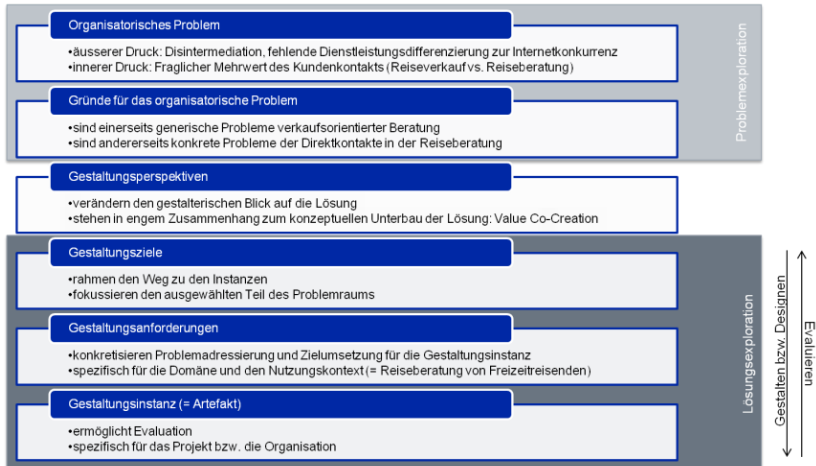 Organisatorisches Problem
•äusserer Druck: Disintermediation, fehlende Dienstleistungsdifferenzierung zur Internetkonkurrenz
•innerer Druck: Fraglicher Mehrwert des Kundenkontakts (Reiseverkauf vs. Reiseberatung)
Gründe für das organisatorische Problem
•sind einerseits generische Probleme verkaufsorientierter Beratung
•sind andererseits konkrete Probleme der Direktkontakte in der Reiseberatung
Problemexploration
Gestaltungsperspektiven
•verändern den gestalterischen Blick auf die Lösung
•stehen in engem Zusammenhang zum konzeptuellen Unterbau der Lösung: Value Co-Creation
Gestaltungsziele
•rahmen den Weg zu den Instanzen
•fokussieren den ausgewählten Teil des Problemraums
Gestaltungsanforderungen
•konkretisieren Problemadressierung und Zielumsetzung für die Gestaltungsinstanz
•spezifisch für die Domäne und den Nutzungskontext (= Reiseberatung von Freizeitreisenden)
Gestaltungsinstanz (= Artefakt)
•ermöglicht Evaluation
•spezifisch für das Projekt bzw. die Organisation
Lösungsexploration
Gestalten bzw. Designen
Evaluieren